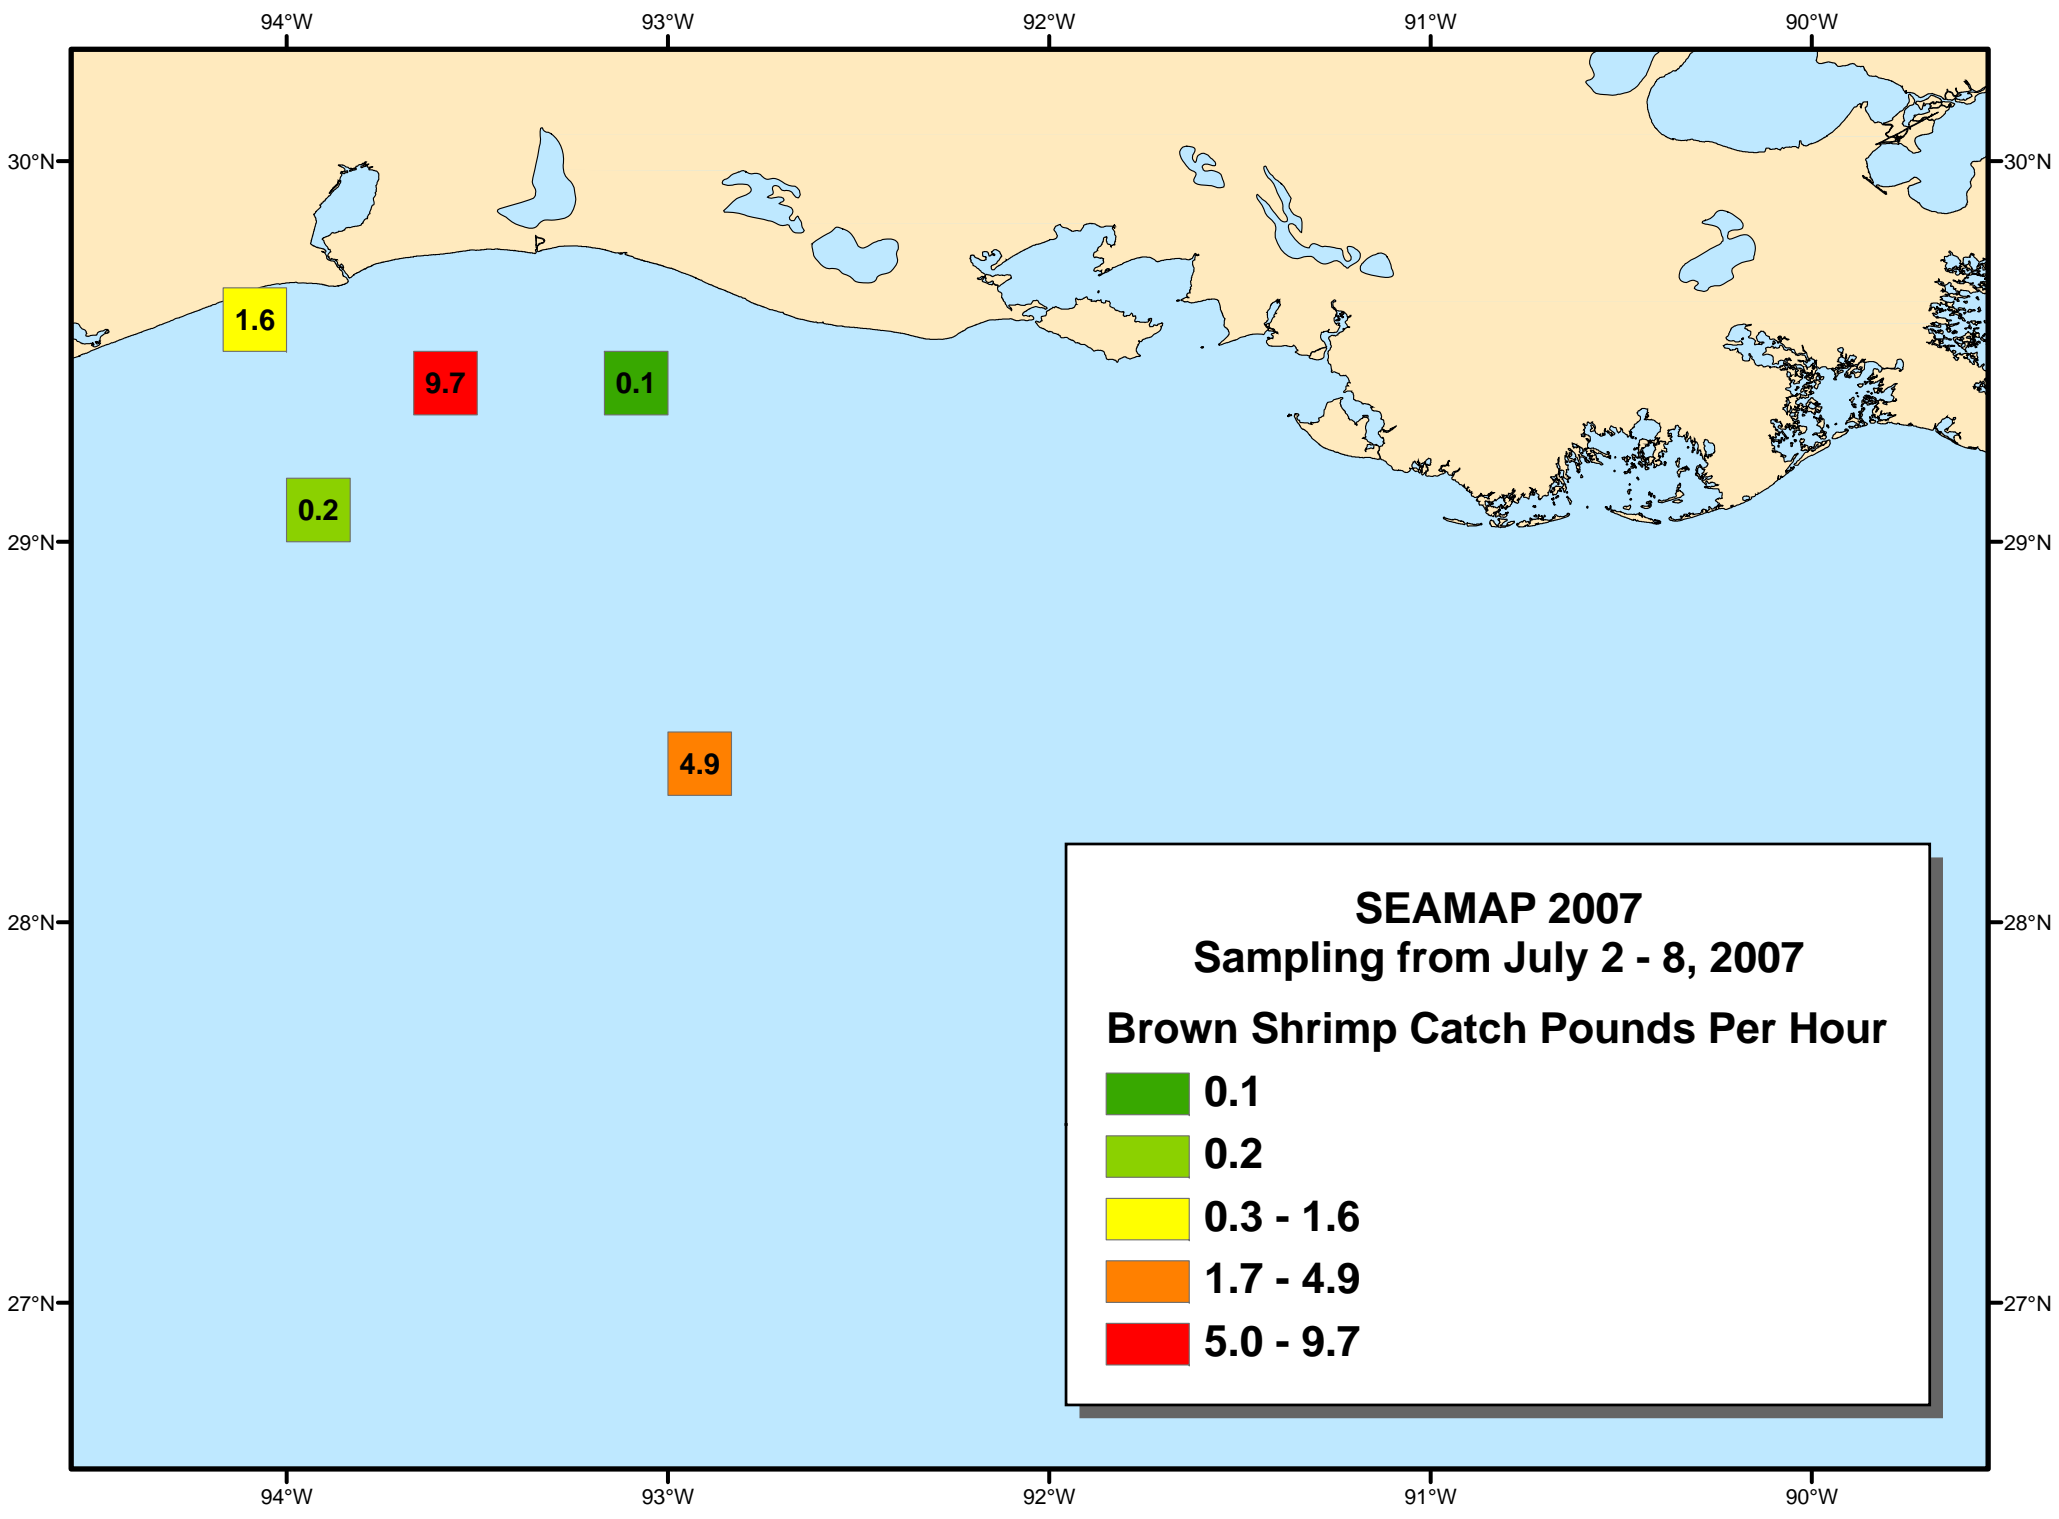 94°W 93°W 92°W 91°W 90°W
30°N 30°N
1.6
9.7 0.1
0.2
29°N 29°N
4.9
SEAMAP 2007
28°N 28°N
Sampling from July 2 - 8, 2007
Brown Shrimp Catch Pounds Per Hour
0.1
0.2
0.3 - 1.6
1.7 - 4.9
27°N 27°N
5.0 - 9.7
94°W 93°W 92°W 91°W 90°W